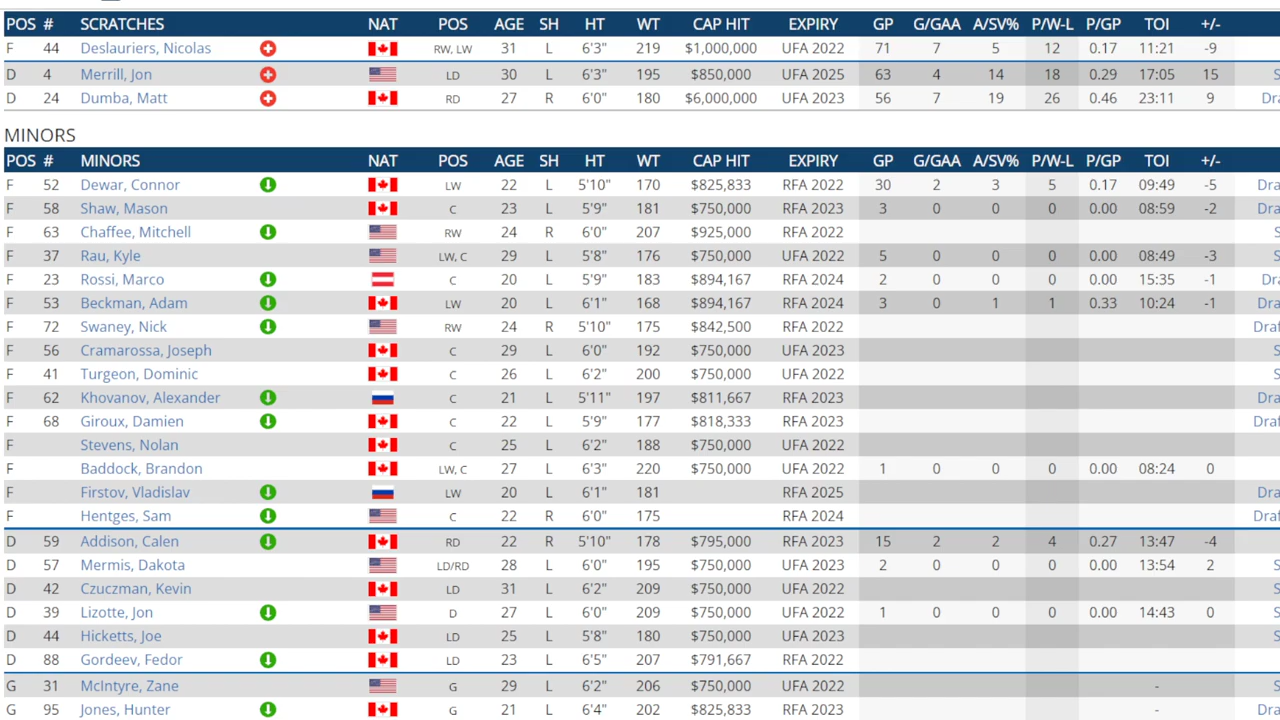 POS # SCRATCHES NAT POS AGE SH HT WT CAP HIT EXPIRY GP G/GAA A/SV% P/W-L P/GP TOI +/-
F 44 Deslauriers, Nicolas RW, LW 31 L 6'3" 219 $1,000,000 UFA 2022 71 7 5 12 0.17 11:21 -9
D 4 Merrill, Jon LD 30 L 6'3" 195 $850,000 UFA 2025 63 4 14 18 0.29 17:05 15 S
D 24 Dumba, Matt RD 27 R 6'0" 180 $6,000,000 UFA 2023 56 7 19 26 0.46 23:11 9 Dra
MINORS
POS # MINORS NAT POS AGE SH HT WT CAP HIT EXPIRY GP G/GAA A/SV% P/W-L P/GP TOI +/-
F 52 Dewar, Connor LW 22 L 5'10" 170 $825,833 RFA 2022 30 2 3 5 0.17 09:49 -5 Dra
F 58 Shaw, Mason C 23 L 5'9" 181 $750,000 RFA 2023 3 0 0 0 0.00 08:59 -2 Dra
F 63 Chaffee, Mitchell RW 24 R 6'0" 207 $925,000 RFA 2022 S
F 37 Rau, Kyle LW, C 29 L 5'8" 176 $750,000 UFA 2022 5 0 0 0 0.00 08:49 -3 S
F 23 Rossi, Marco C 20 L 5'9" 183 $894,167 RFA 2024 2 0 0 0 0.00 15:35 -1 Dra
F 53 Beckman, Adam LW 20 L 6'1" 168 $894,167 RFA 2024 3 0 1 1 0.33 10:24 -1 Dra
F 72 Swaney, Nick RW 24 R 5'10" 175 $842,500 RFA 2022 Draf
F 56 Cramarossa, Joseph C 29 L 6'0" 192 $750,000 UFA 2023 S
F 41 Turgeon, Dominic C 26 L 6'2" 200 $750,000 UFA 2022 Dra
F 62 Khovanov, Alexander C 21 L 5'11" 197 $811,667 RFA 2023 Dra
F 68 Giroux, Damien C 22 L 5'9" 177 $818,333 RFA 2023 Draf
F Stevens, Nolan C 25 L 6'2" 188 $750,000 UFA 2022
F Baddock, Brandon LW, C 27 L 6'3" 220 $750,000 UFA 2022 1 0 0 0 0.00 08:24 0
F Firstov, Vladislav LW 20 L 6'1" 181 RFA 2025 Dra
F Hentges, Sam C 22 R 6'0" 175 RFA 2024 Draf
D 59 Addison, Calen RD 22 R 5'10" 178 $795,000 RFA 2023 15 2 2 4 0.27 13:47 -4
D 57 Mermis, Dakota LD/RD 28 L 6'0" 195 $750,000 UFA 2023 2 0 0 0 0.00 13:54 2 S
D 42 Czuczman, Kevin LD 31 L 6'2" 209 $750,000 UFA 2022 S
D 39 Lizotte, Jon D 27 L 6'0" 209 $750,000 UFA 2022 1 0 0 0 0.00 14:43 0 S
D 44 Hicketts, Joe LD 25 L 5'8" 180 $750,000 UFA 2023 S
D 88 Gordeev, Fedor LD 23 L 6'5" 207 $791,667 RFA 2022 Dra
G 31 McIntyre, Zane G 29 L 6'2" 206 $750,000 UFA 2022 - S
G 95 Jones, Hunter G 21 L 6'4" 202 $825,833 RFA 2023 - Dra